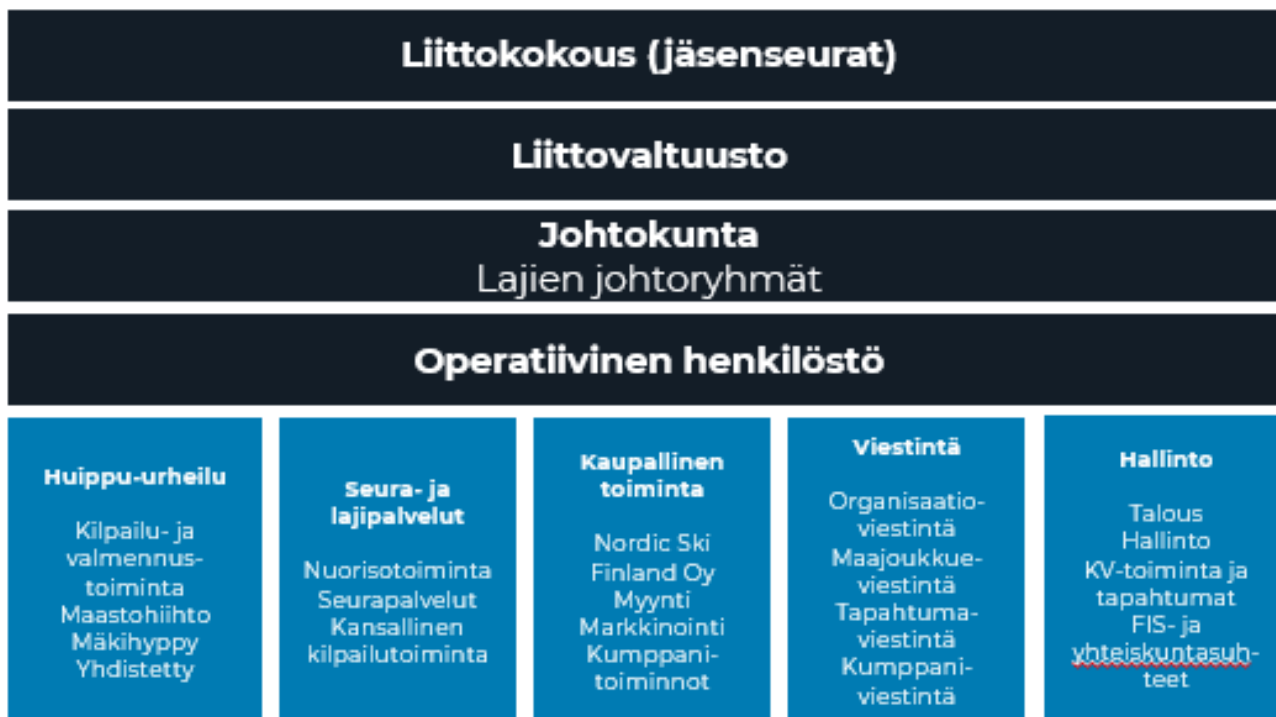 Liittokokous (jäsenseurat)
Liittovaltuusto
Johtokunta
Lajien johtoryhmät
Operatiivinen henkilöstö
Huippu-urheilu
Kilpailu- ja
valmennus-
toiminta
Maastohiihto
Mäkihyppy
Yhdistetty
Seura- ja
lajipalvelut
Nuorisotoiminta
Seurapalvelut
Kansallinen
kilpailutoiminta
Kaupallinen
toiminta
Nordic Ski
Finland Oy
Myynti
Markkinointi
Kumppani-
toiminnot
Viestintä
Organisaatio-
viestintä
Maajoukkue-
viestintä
Tapahtuma-
viestintä
Kumppani-
viestintä
Hallinto
Talous
Hallinto
KV-toiminta ja
tapahtumat
FIS- ja
yhteiskuntasuh-
teet